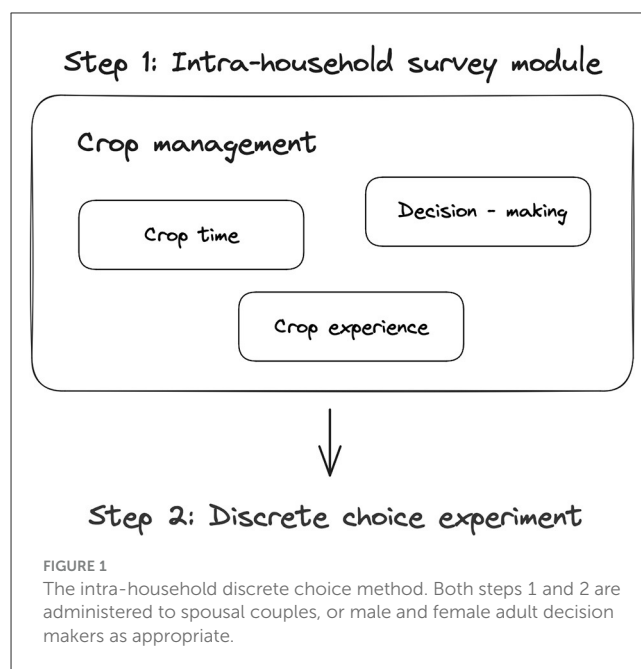 Step 1: Intra-household survey module
Crop management
Decision - making
Crop time
Crop experience
Step 2: Discrete choice experiment
FIGURE 1
The intra-household discrete choice method. Both steps 1 and 2 are
administered to spousal couples, or male and female adult decision
makers as appropriate.